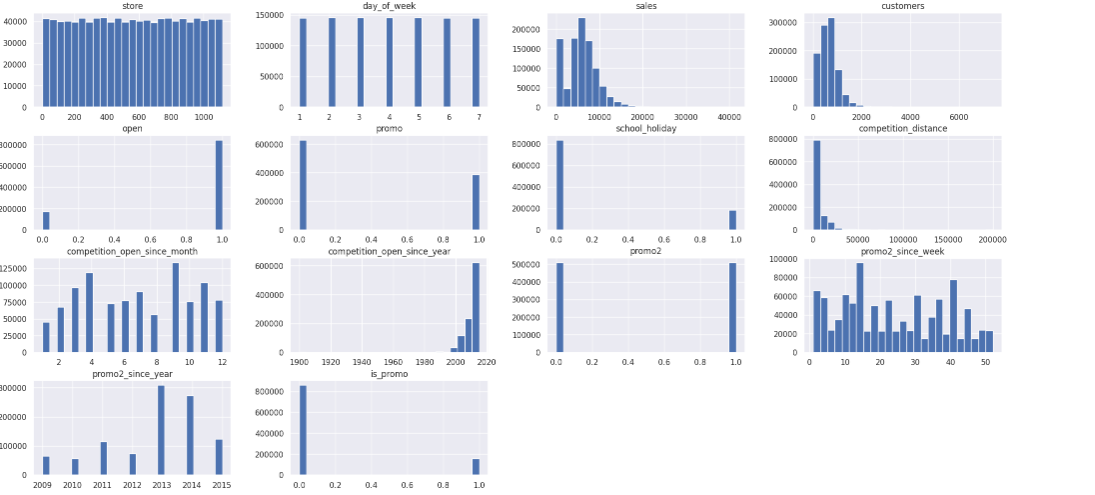 store
40000
30000
20000
10000
0
0 200 400 600 800 1000
day_of_week
150000
100000
50000
0
1 2 3 4 5 6 7
sales
200000
150000
100000
50000
0
0 10000 20000 30000 40000
customers
300000
200000
100000
0
0 2000 4000 6000
open
800000
600000
400000
200000
0
0.0 0.2 0.4 0.6 0.8 1.0
promo
600000
400000
200000
0
0.0 0.2 0.4 0.6 0.8 1.0
school_holiday
800000
600000
400000
200000
0
0.0 0.2 0.4 0.6 0.8 1.0
competition_distance
800000
600000
400000
200000
0
0 50000 100000 150000 200000
competition_open_since_month
125000
100000
75000
50000
25000
0
2 4 6 8 10 12
competition_open_since_year
600000
400000
200000
0
1900 1920 1940 1960 1980 2000 2020
promo2
500000
400000
300000
200000
100000
0
0.0 0.2 0.4 0.6 0.8 1.0
promo2_since_week
100000
80000
60000
40000
20000
0
0 10 20 30 40 50
promo2_since_year
300000
200000
100000
0
2009 2010 2011 2012 2013 2014 2015
is_promo
800000
600000
400000
200000
0
0.0 0.2 0.4 0.6 0.8 1.0